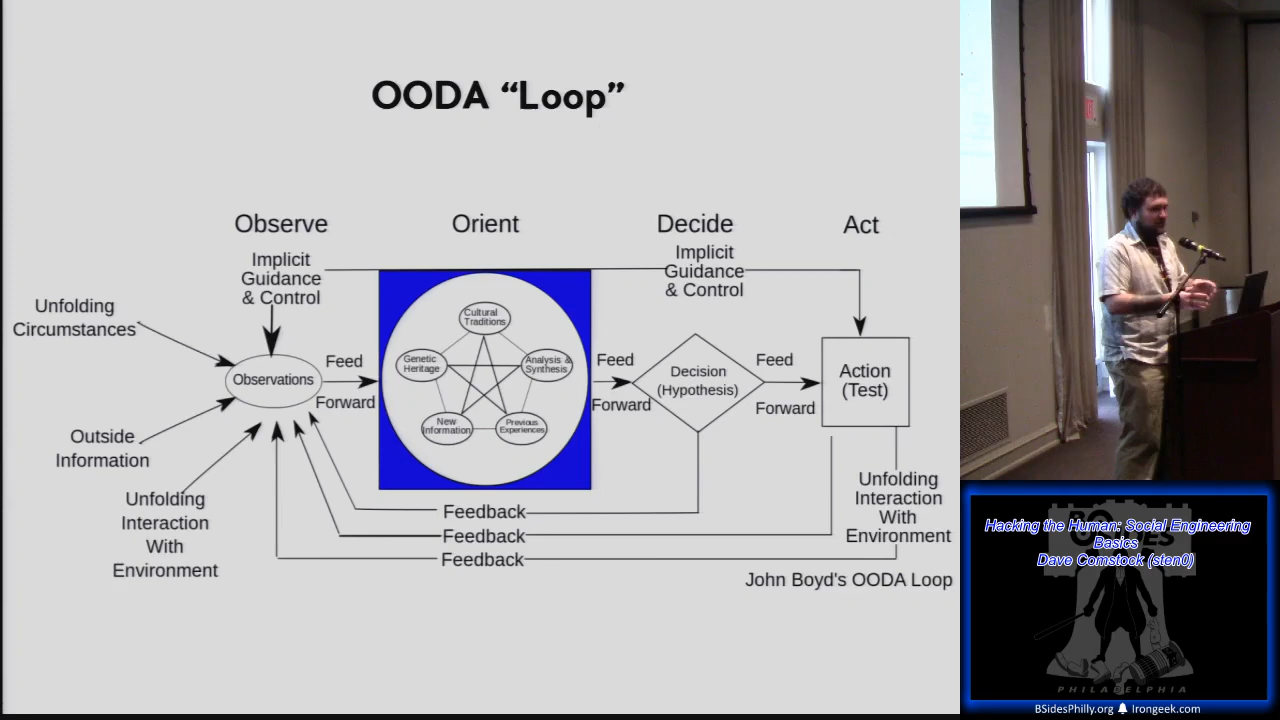 OODA “Loop”
Observe
Orient
Decide
Act
Implicit
Guidance
& Control
Implicit
Guidance
& Control
Unfolding
Circumstances
Observations
Feed
Forward
Cultural
Traditions
Genetic
Heritage
Analysis &
Synthesis
New
Information
Previous
Experiences
Feed
Forward
Decision
(Hypothesis)
Feed
Forward
Action
(Test)
Outside
Information
Unfolding
Interaction
With
Environment
Unfolding
Interaction
With
Environment
Feedback
Feedback
Feedback
John Boyd's OODA Loop
Hacking the Human: Social Engineering
Basics
Dave Comstock (sten0)
PHILADELPHIA
BSidesPhilly.org Irongeek.com